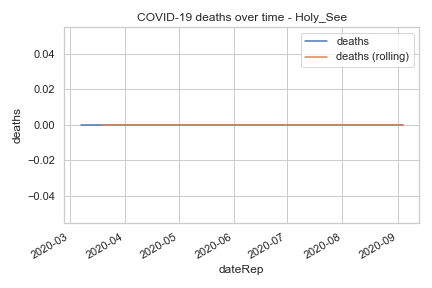 COVID-19 deaths over time - Holy_See
deaths
deaths (rolling)
0.04
0.02
0.00
−0.02
−0.04
deaths
2020-03
2020-04
2020-05
2020-06
2020-07
2020-08
2020-09
dateRep